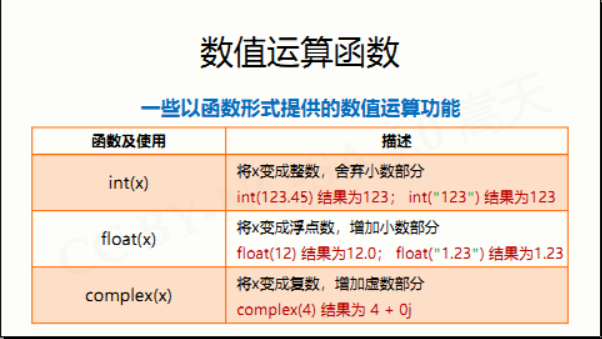 数值运算函数
一些以函数形式提供的数值运算功能
函数及使用 描述
int(x) 将x变成整数，舍弃小数部分
int(123.45) 结果为123； int("123") 结果为123
float(x) 将x变成浮点数，增加小数部分
float(12) 结果为12.0； float("1.23") 结果为1.23
complex(x) 将x变成复数，增加虚数部分
complex(4) 结果为 4 + 0j
嵩天